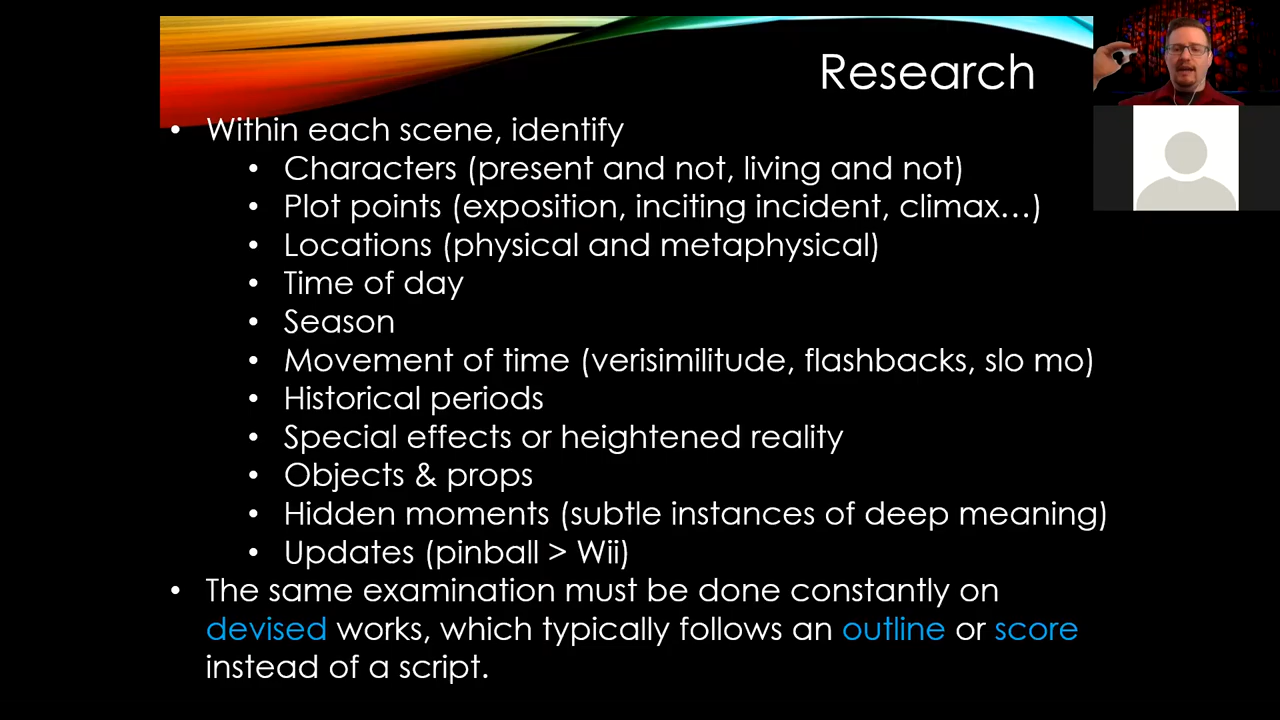 Research
• Within each scene, identify
• Characters (present and not, living and not)
• Plot points (exposition, inciting incident, climax…)
• Locations (physical and metaphysical)
• Time of day
• Season
• Movement of time (verisimilitude, flashbacks, slo mo)
• Historical periods
• Special effects or heightened reality
• Objects & props
• Hidden moments (subtle instances of deep meaning)
• Updates (pinball > Wii)
• The same examination must be done constantly on
devised works, which typically follows an outline or score
instead of a script.